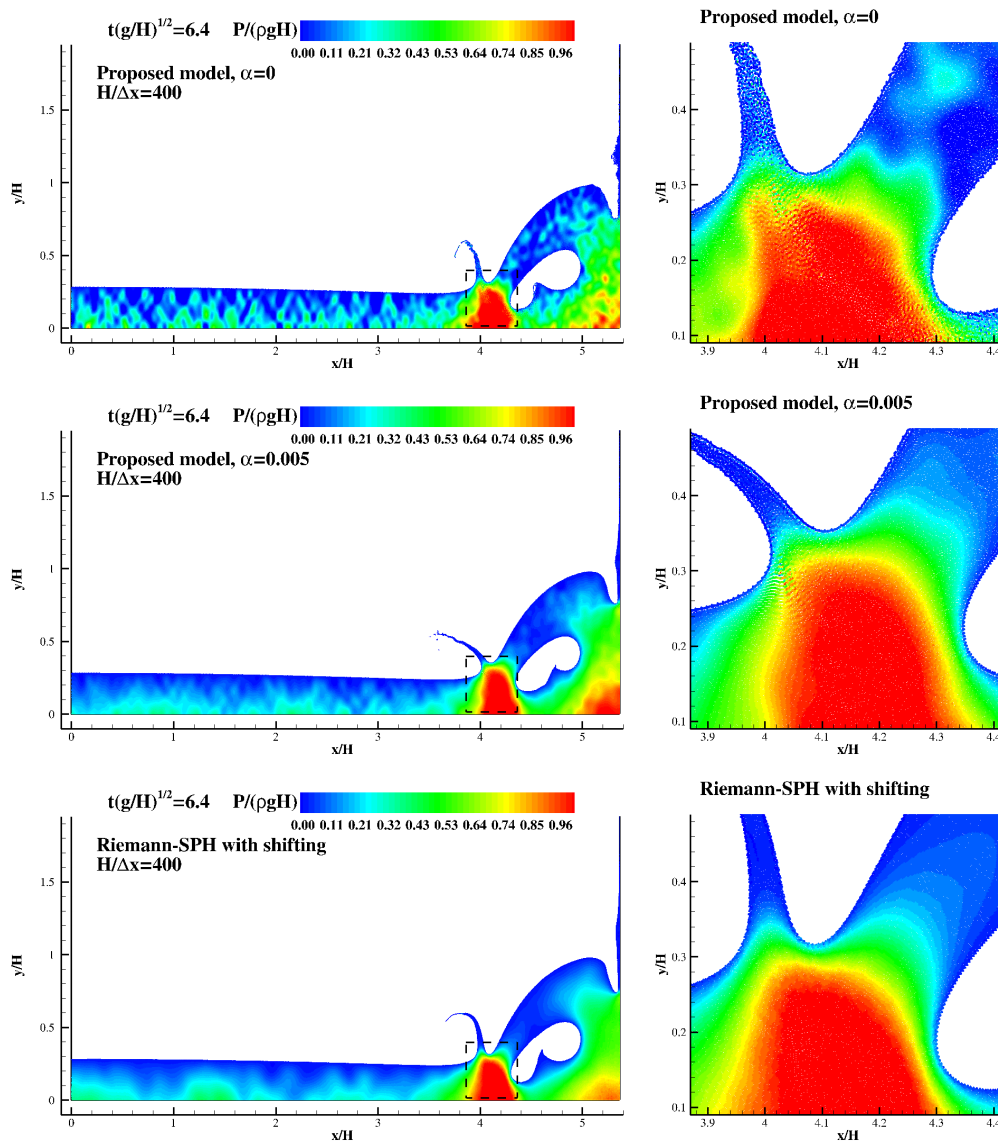 t(g/H)^1/2=6.4 P/(ρgH)
0.00 0.11 0.21 0.32 0.43 0.53 0.64 0.74 0.85 0.96
Proposed model, α=0
H/Δx=400
y/H
1.5
1
0.5
0
0 1 2 3 4 5
x/H
Proposed model, α=0
y/H
0.4
0.3
0.2
0.1
3.9 4 4.1 4.2 4.3 4.4
x/H
t(g/H)^1/2=6.4 P/(ρgH)
0.00 0.11 0.21 0.32 0.43 0.53 0.64 0.74 0.85 0.96
Proposed model, α=0.005
H/Δx=400
y/H
1.5
1
0.5
0
0 1 2 3 4 5
x/H
Proposed model, α=0.005
y/H
0.4
0.3
0.2
0.1
3.9 4 4.1 4.2 4.3 4.4
x/H
t(g/H)^1/2=6.4 P/(ρgH)
0.00 0.11 0.21 0.32 0.43 0.53 0.64 0.74 0.85 0.96
Riemann-SPH with shifting
H/Δx=400
y/H
1.5
1
0.5
0
0 1 2 3 4 5
x/H
Riemann-SPH with shifting
y/H
0.4
0.3
0.2
0.1
3.9 4 4.1 4.2 4.3 4.4
x/H